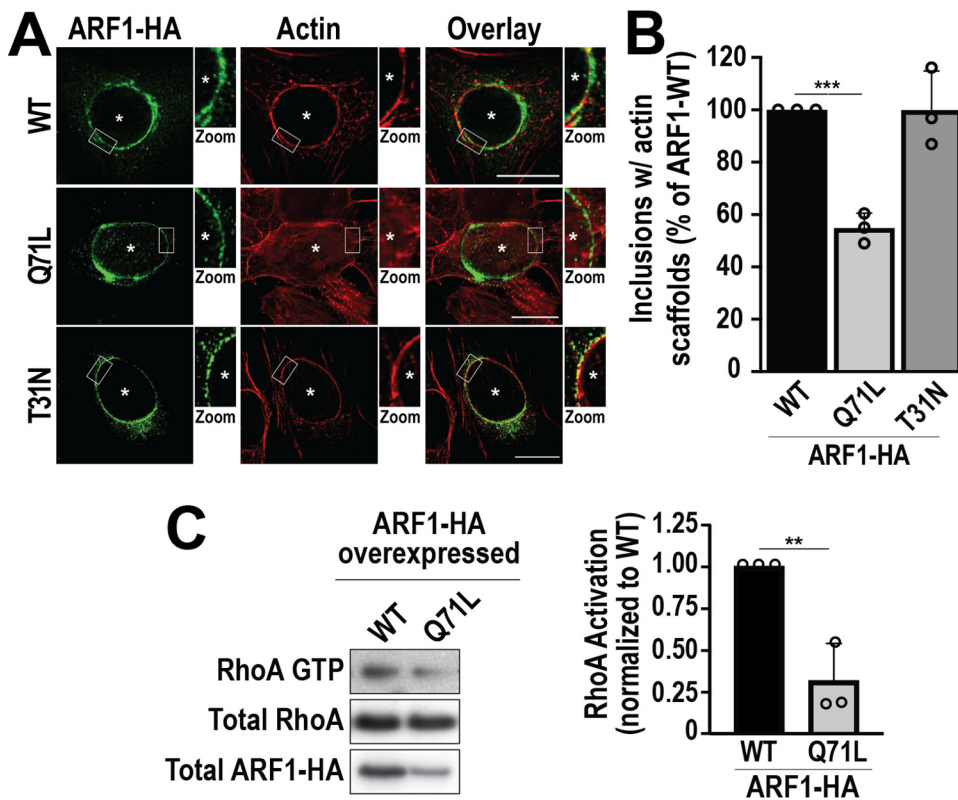 A
ARF1-HA Actin Overlay
WT
* * Zoom * * Zoom * * Zoom
Q71L
* * Zoom * * Zoom * * Zoom
T31N
* * Zoom * * Zoom * * Zoom
B
Inclusions w/ actin
scaffolds (% of ARF1-WT)
120
100
80
60
40
20
0
***
WT Q71L T31N
ARF1-HA
C
ARF1-HA
overexpressed
WT Q71L
RhoA GTP
Total RhoA
Total ARF1-HA
RhoA Activation
(normalized to WT)
1.25
1.00
0.75
0.50
0.25
0
**
WT Q71L
ARF1-HA